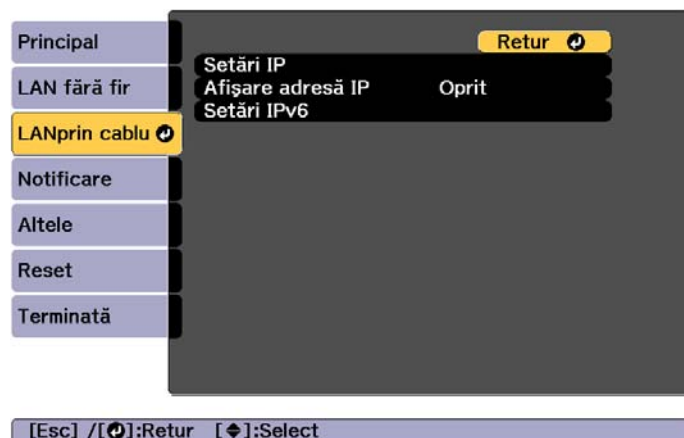 Principal
LAN fără fir
LANprin cablu
Notificare
Altele
Reset
Terminată
Retur
Setări IP
Afişare adresă IP Oprit
Setări IPv6
[Esc] /[]:Retur []:Select